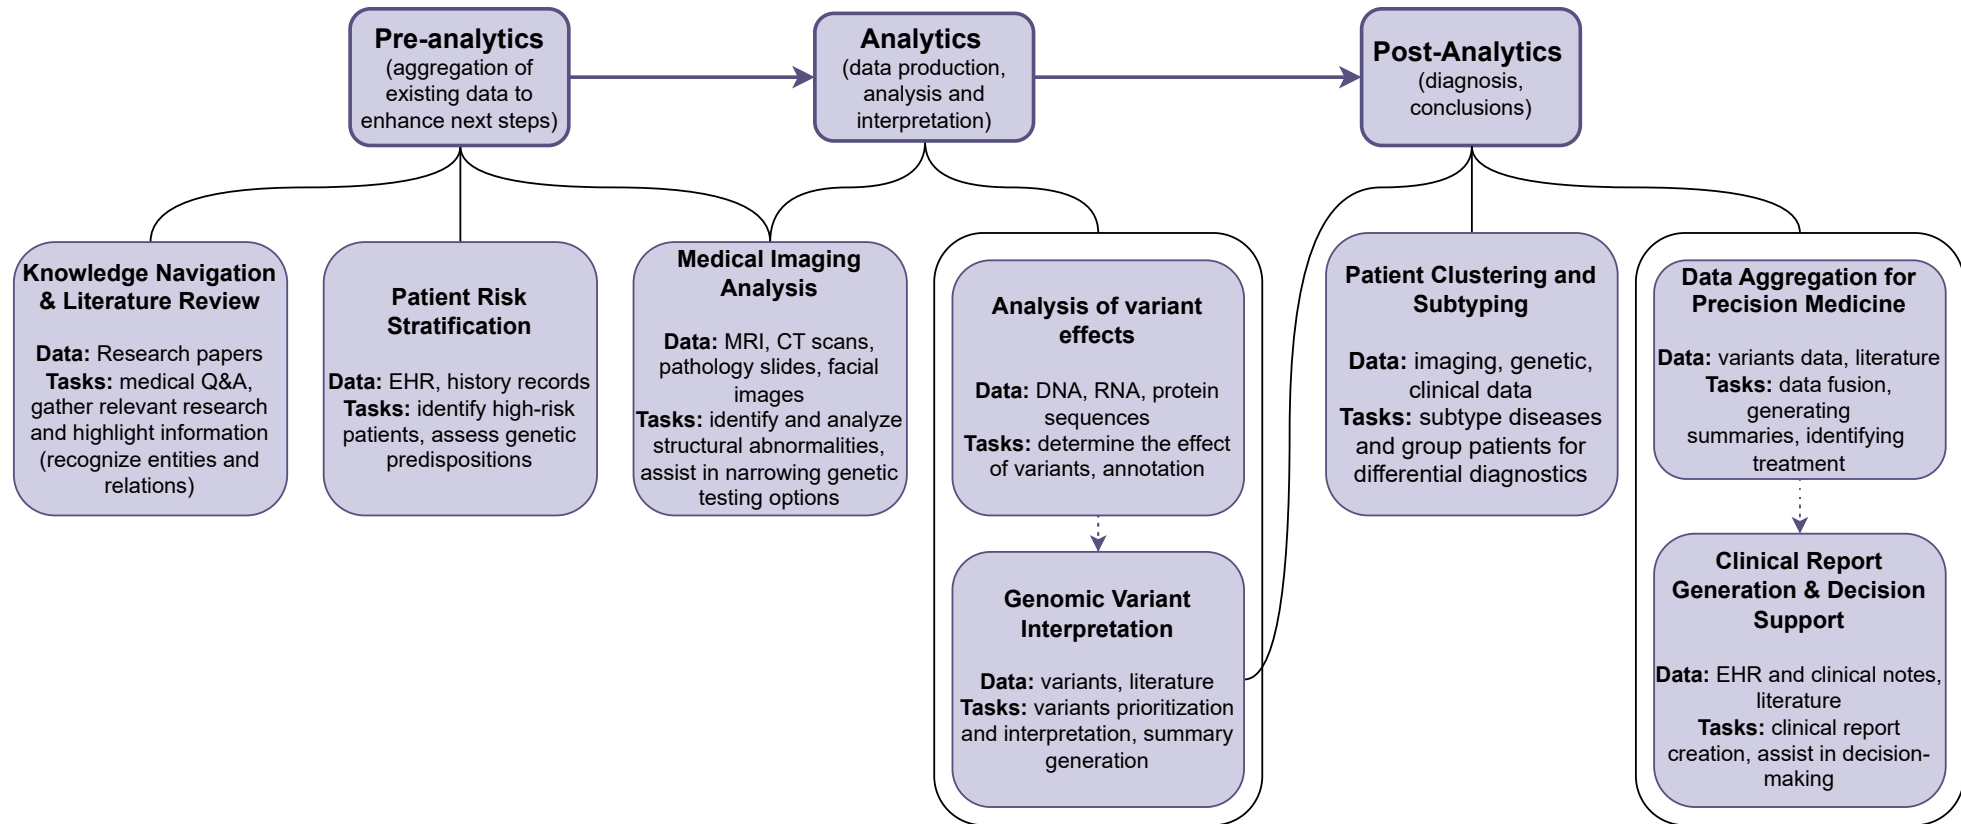 Pre-analytics
(aggregation of
existing data to
enhance next steps)
Analytics
(data production,
analysis and
interpretation)
Post-Analytics
(diagnosis,
conclusions)
Knowledge Navigation
& Literature Review
Data: Research papers
Tasks: medical Q&A,
gather relevant research
and highlight information
(recognize entities and
relations)
Patient Risk
Stratification
Data: EHR, history records
Tasks: identify high-risk
patients, assess genetic
predispositions
Medical Imaging
Analysis
Data: MRI, CT scans,
pathology slides, facial
images
Tasks: identify and analyze
structural abnormalities,
assist in narrowing genetic
testing options
Analysis of variant
effects
Data: DNA, RNA, protein
sequences
Tasks: determine the effect
of variants, annotation
Genomic Variant
Interpretation
Data: variants, literature
Tasks: variants prioritization
and interpretation, summary
generation
Patient Clustering and
Subtyping
Data: imaging, genetic,
clinical data
Tasks: subtype diseases
and group patients for
differential diagnostics
Data Aggregation for
Precision Medicine
Data: variants data, literature
Tasks: data fusion,
generating
summaries, identifying
treatment
Clinical Report
Generation & Decision
Support
Data: EHR and clinical notes,
literature
Tasks: clinical report
creation, assist in decision-
making